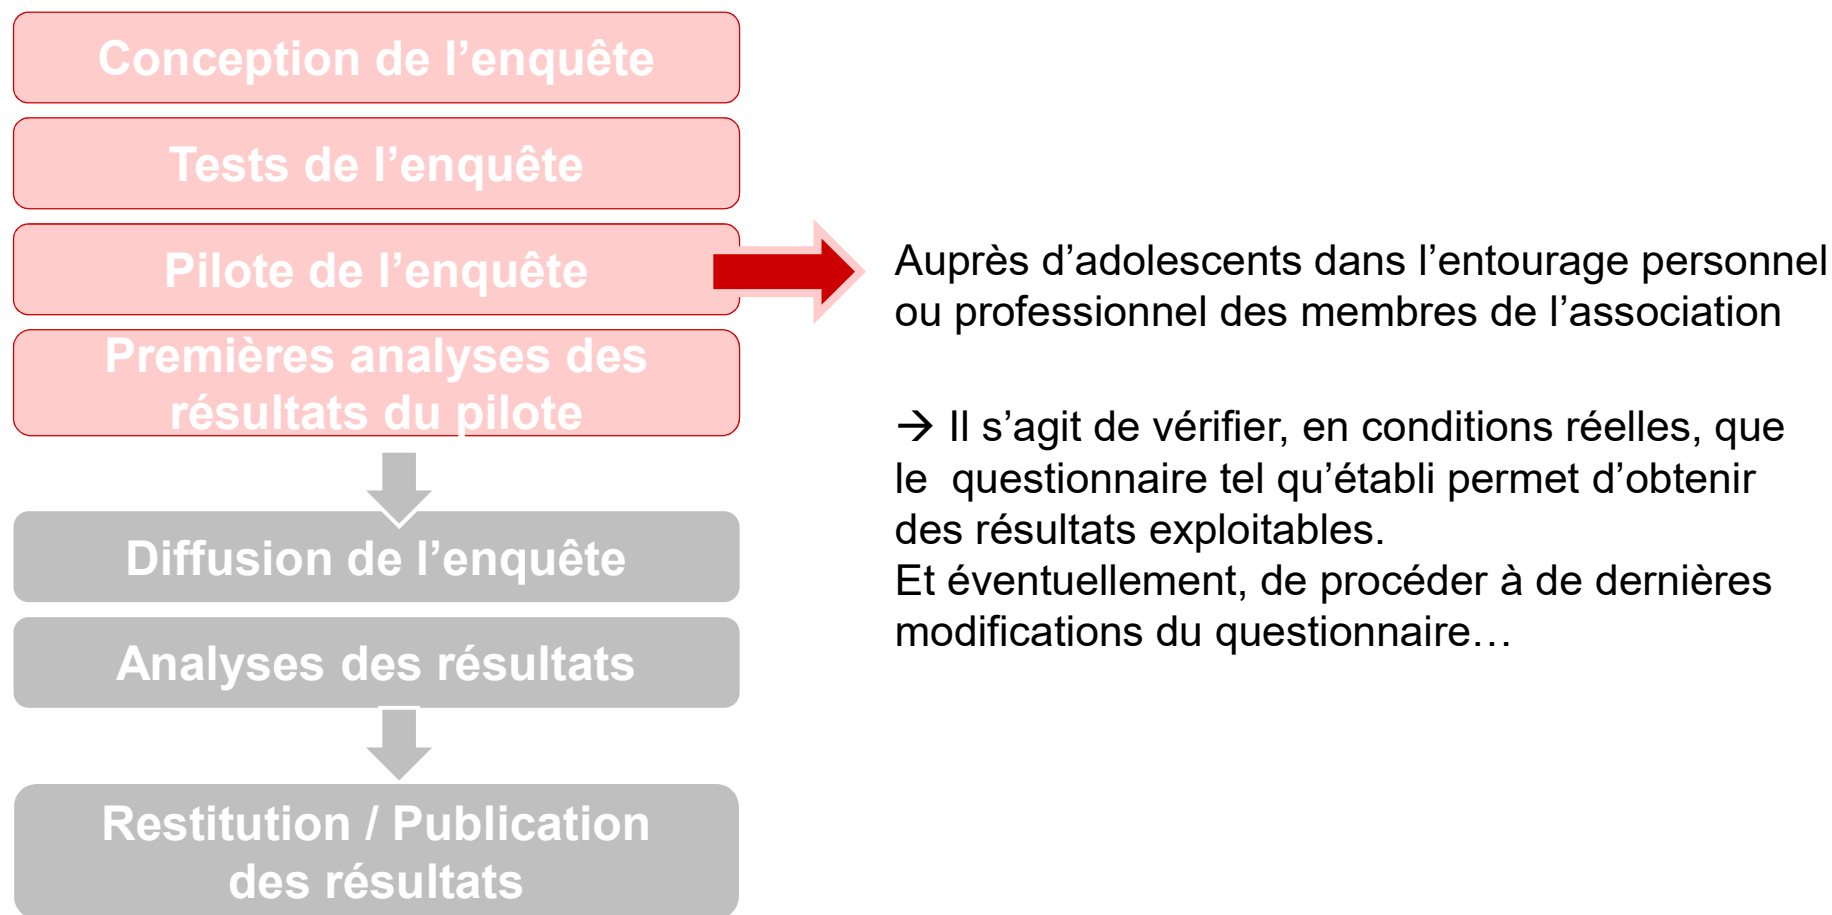 Conception de l’enquête
Tests de l’enquête
Pilote de l’enquête
Premières analyses des
résultats du pilote
Diffusion de l’enquête
Analyses des résultats
Restitution / Publication
des résultats
Auprès d’adolescents dans l’entourage personnel
ou professionnel des membres de l’association
→ Il s’agit de vérifier, en conditions réelles, que
le  questionnaire tel qu’établi permet d’obtenir
des résultats exploitables.
Et éventuellement, de procéder à de dernières
modifications du questionnaire…